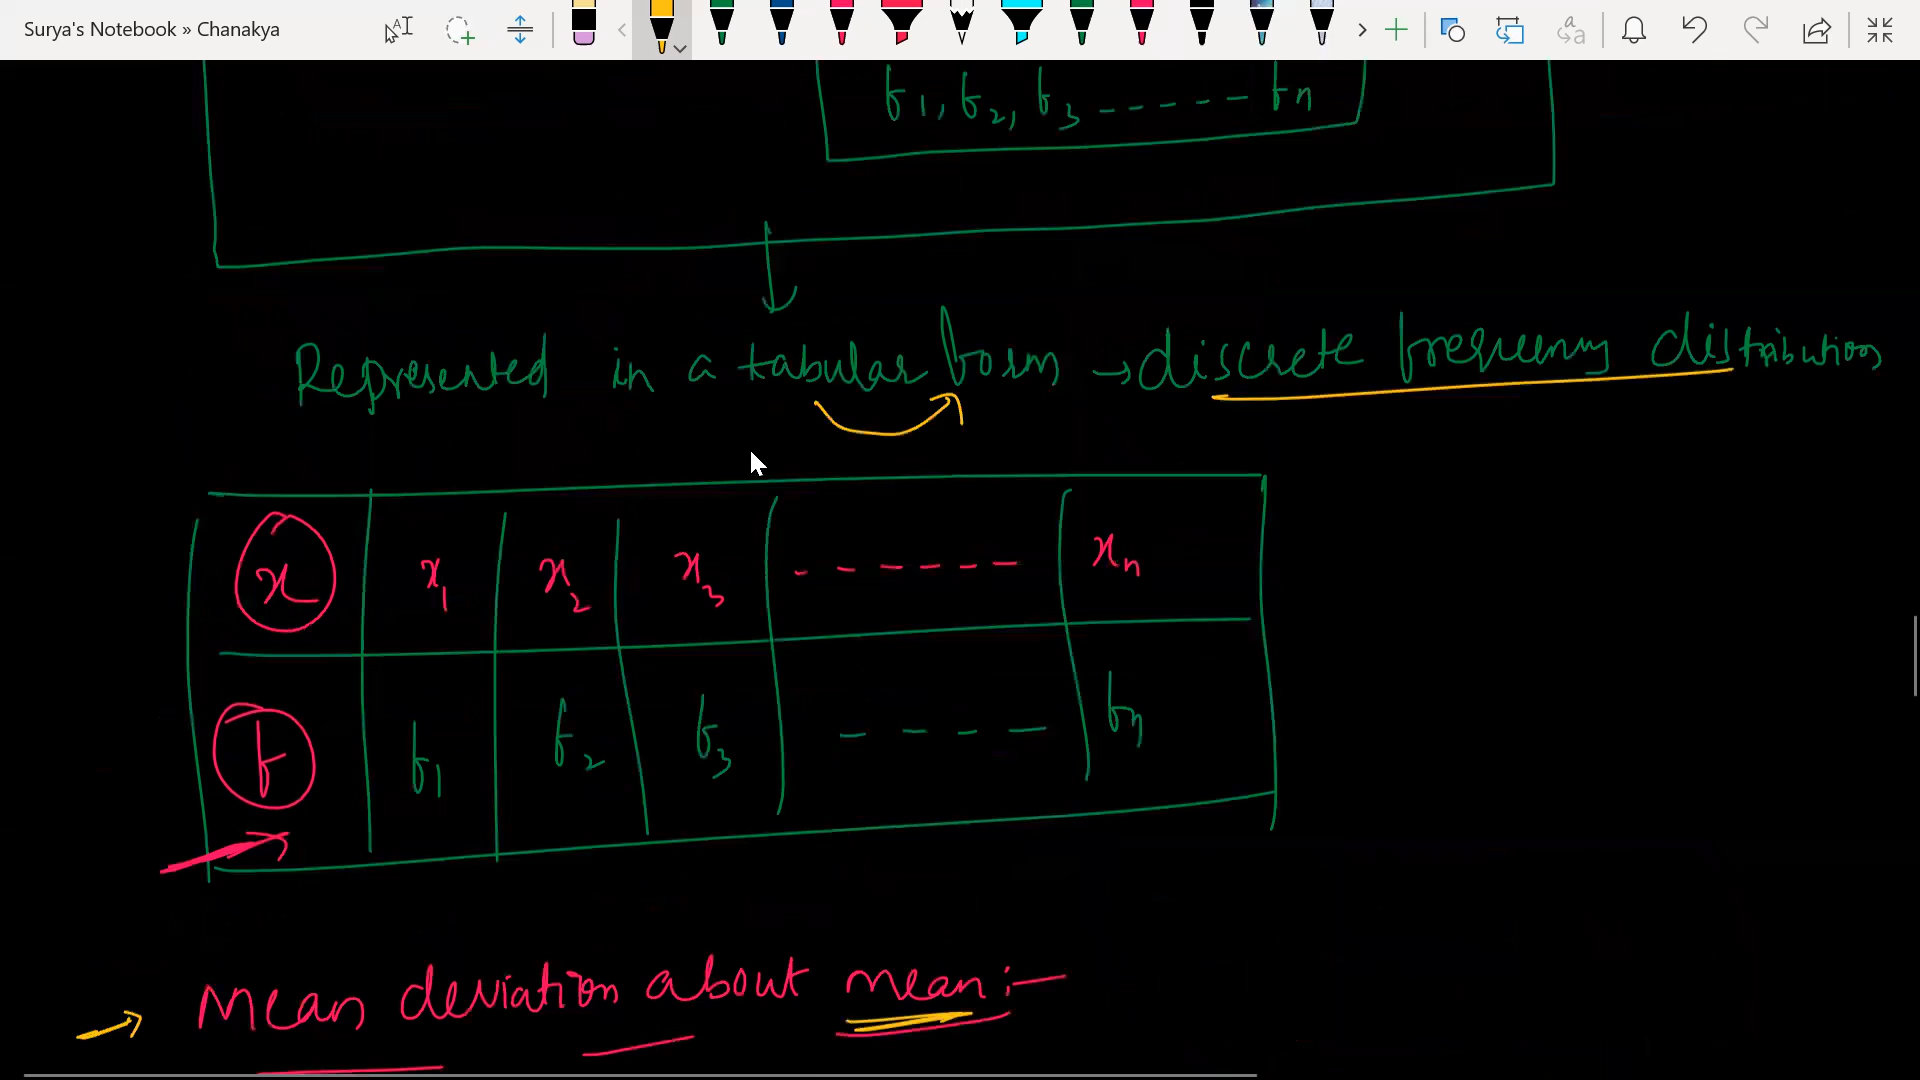 Surya's Notebook » Chanakya
f1, f2, f3 ------ fn
Represented in a tabular form → discrete frequency distribution
x x1 x2 x3 ------ xn
f f1 f2 f3 ---- fn
→ Mean deviation about mean :-